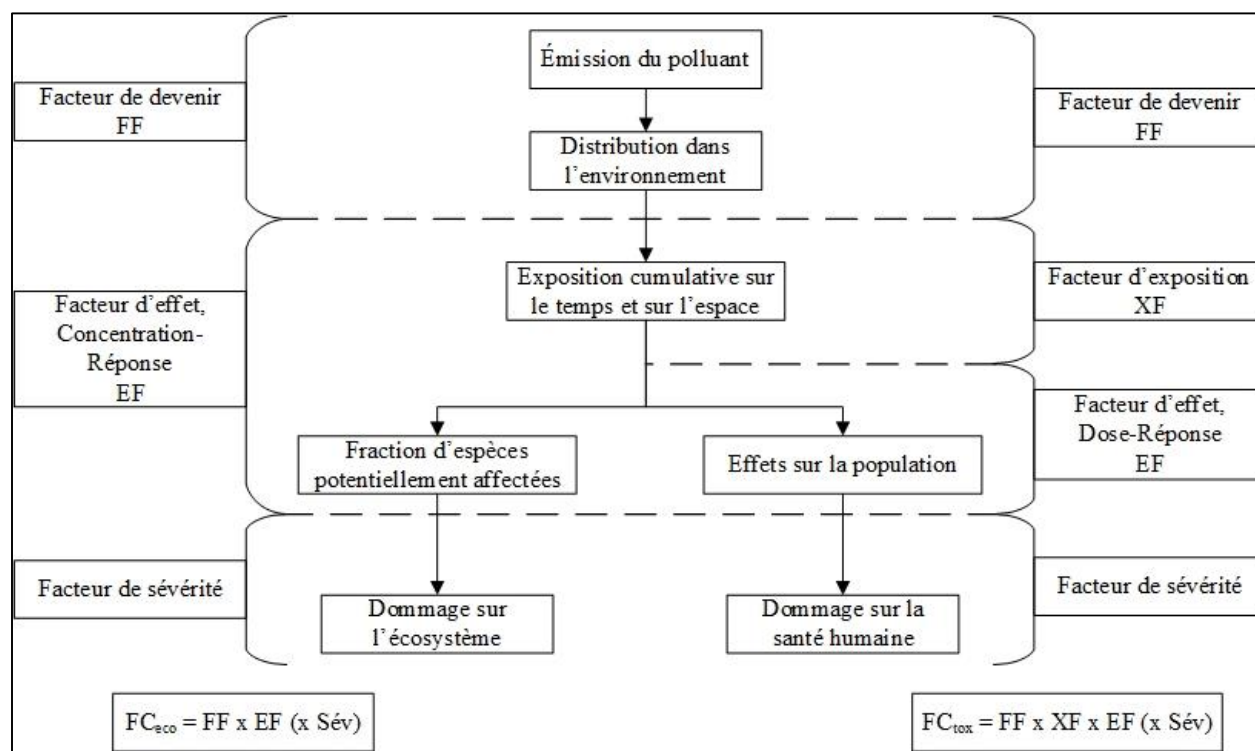 Émission du polluant
Facteur de devenir
FF
Facteur de devenir
FF
Distribution dans
l'environnement
Exposition cumulative sur
le temps et sur l'espace
Facteur d'effet,
Concentration-
Réponse
EF
Facteur d'exposition
XF
Facteur d'effet,
Dose-Réponse
EF
Fraction d'espèces
potentiellement affectées
Effets sur la population
Facteur de sévérité
Facteur de sévérité
Dommage sur
l'écosystème
Dommage sur la
santé humaine
FCeco = FF x EF (x Sév)
FCtox = FF x XF x EF (x Sév)